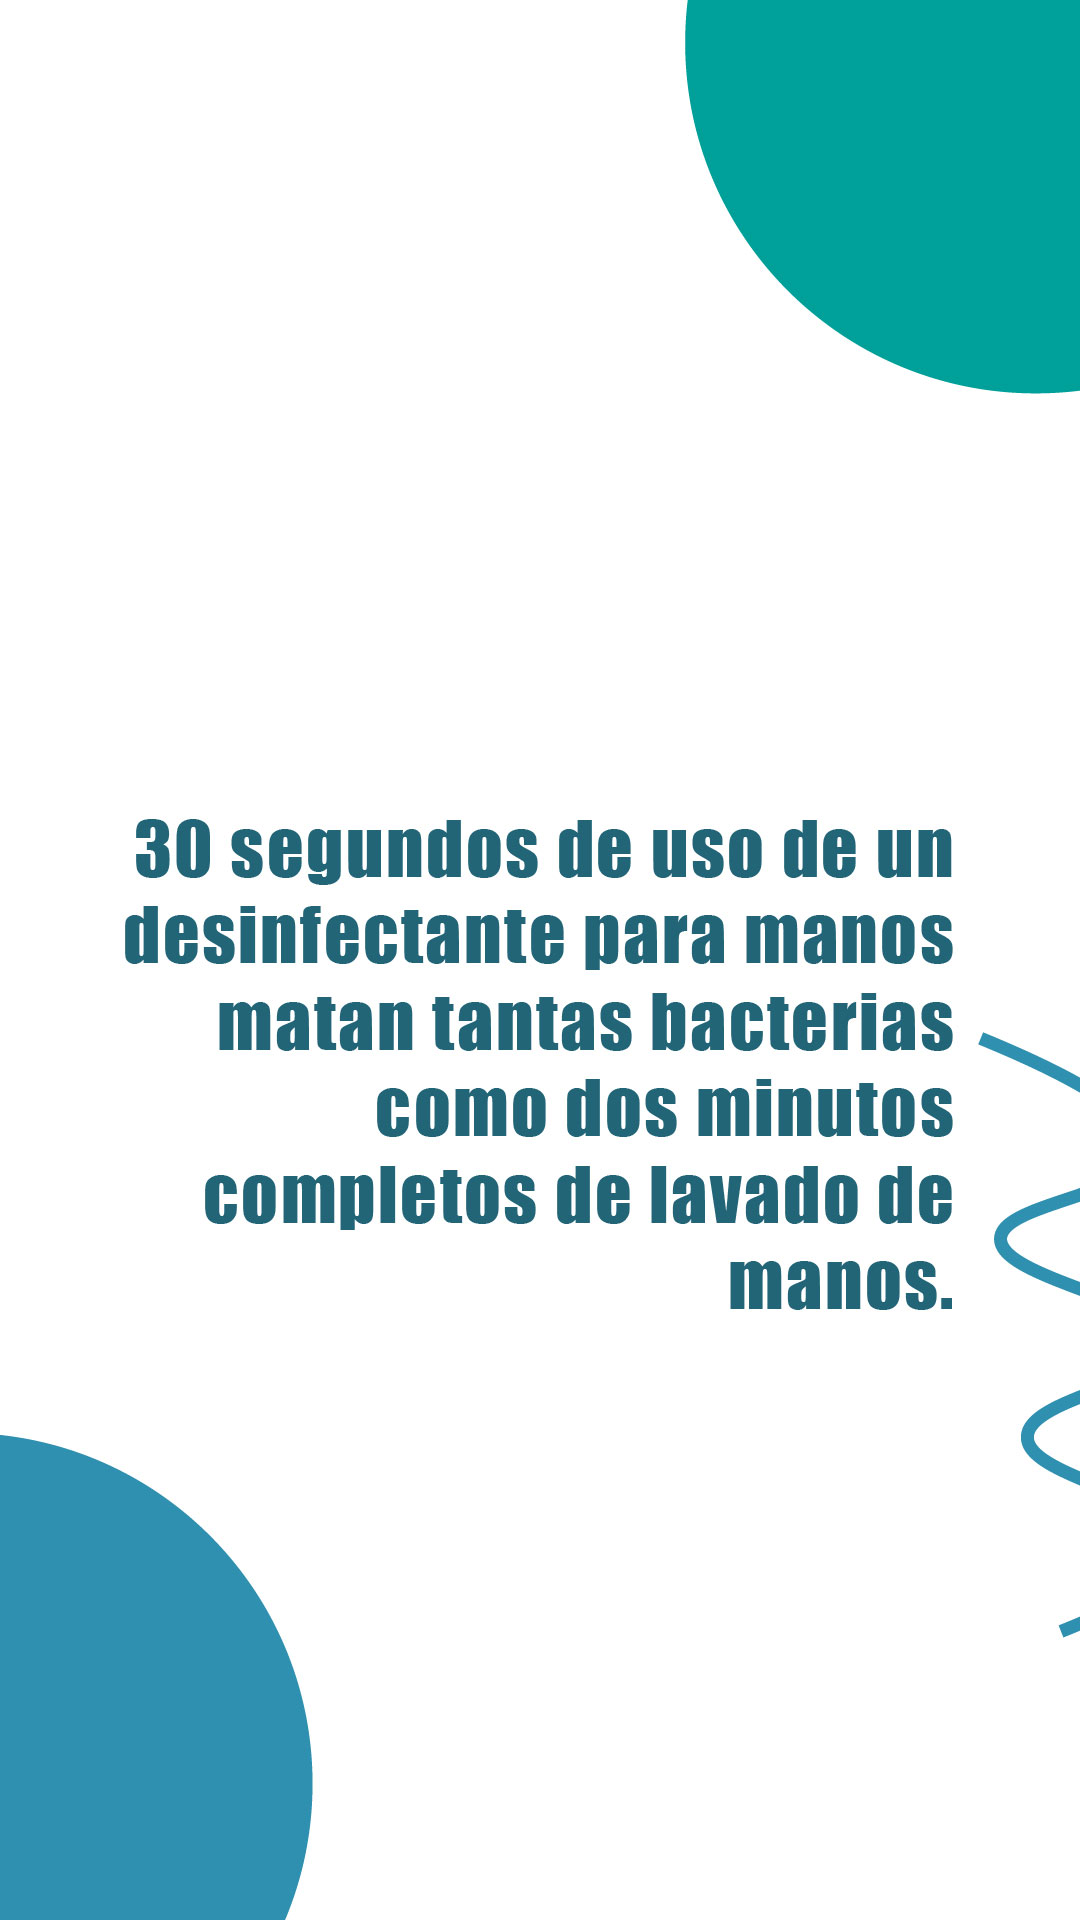 30 segundos de uso de un
desinfectante para manos
matan tantas bacterias
como dos minutos
completos de lavado de
manos.